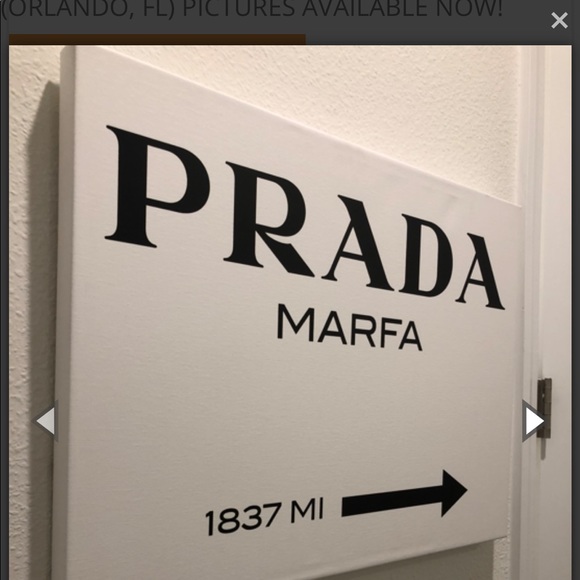 (ORLANDO, FL) PICTURES AVAILABLE NOW!
PRADA
MARFA
1837 MI